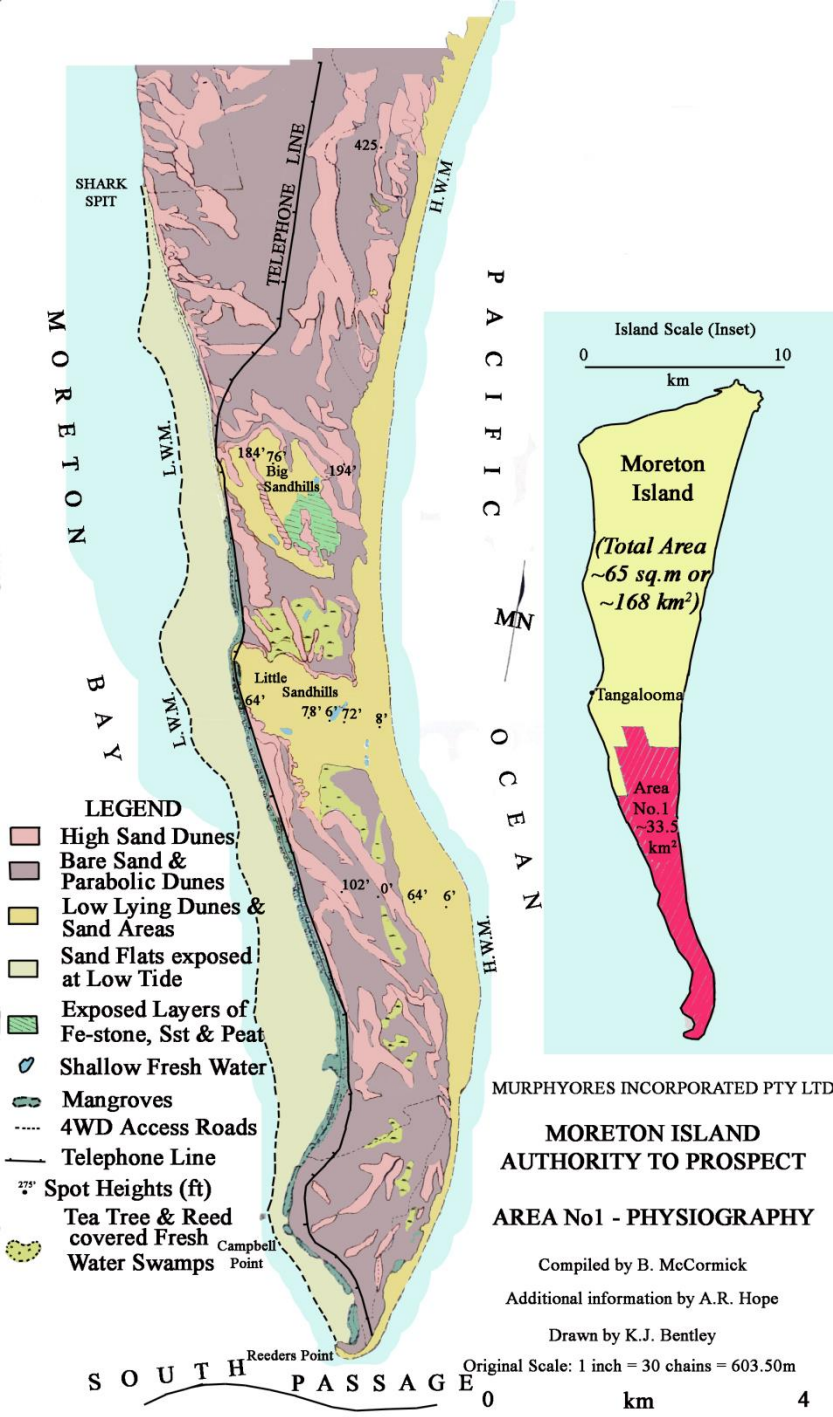 SHARK
SPIT
TELEPHONE LINE
425
H.W.M
MORETON
BAY
L.W.M.
L.W.M.
184'
76'
Big
Sandhills
194'
PACIFIC
OCEAN
MN
Little
Sandhills
64'
78'
6'
72'
8'
102'
0'
64'
6'
H.W.M.
Island Scale (Inset)
0
10
km
Moreton
Island
(Total Area
~65 sq.m or
~168 km²)
Tangalooma
Area
No.1
~33.5
km²
LEGEND
High Sand Dunes
Bare Sand &
Parabolic Dunes
Low Lying Dunes &
Sand Areas
Sand Flats exposed
at Low Tide
Exposed Layers of
Fe-stone, Sst & Peat
Shallow Fresh Water
Mangroves
4WD Access Roads
Telephone Line
275'
Spot Heights (ft)
Tea Tree & Reed
covered Fresh
Water Swamps
Campbell
Point
Reeders Point
SOUTH PASSAGE
MURPHYORES INCORPORATED PTY LTD
MORETON ISLAND
AUTHORITY TO PROSPECT
AREA No1 - PHYSIOGRAPHY
Compiled by B. McCormick
Additional information by A.R. Hope
Drawn by K.J. Bentley
Original Scale: 1 inch = 30 chains = 603.50m
0
km
4